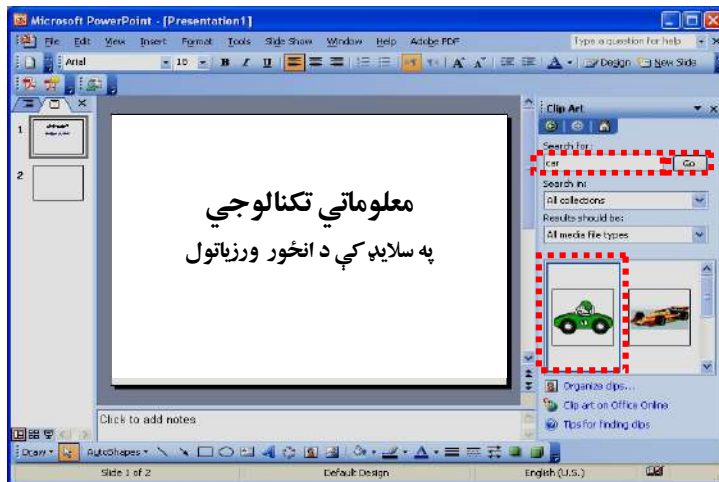 Microsoft PowerPoint - [Presentation1]
File Edit View Insert Format Tools Slide Show Window Help Adobe PDF Type a question for help
Arial 10 B I U A A A Design New Slide
Clip Art
Search for:
car Go
Search in:
All collections
Results should be:
All media file types
1
2
معلوماتي تکنالوجي
په سلايډ کې د انځور ورزياتول
Organize clips...
Clip art on Office Online
Tips for finding clips
Click to add notes
Draw AutoShapes A
Slide 1 of 2 Default Design English (U.S.)